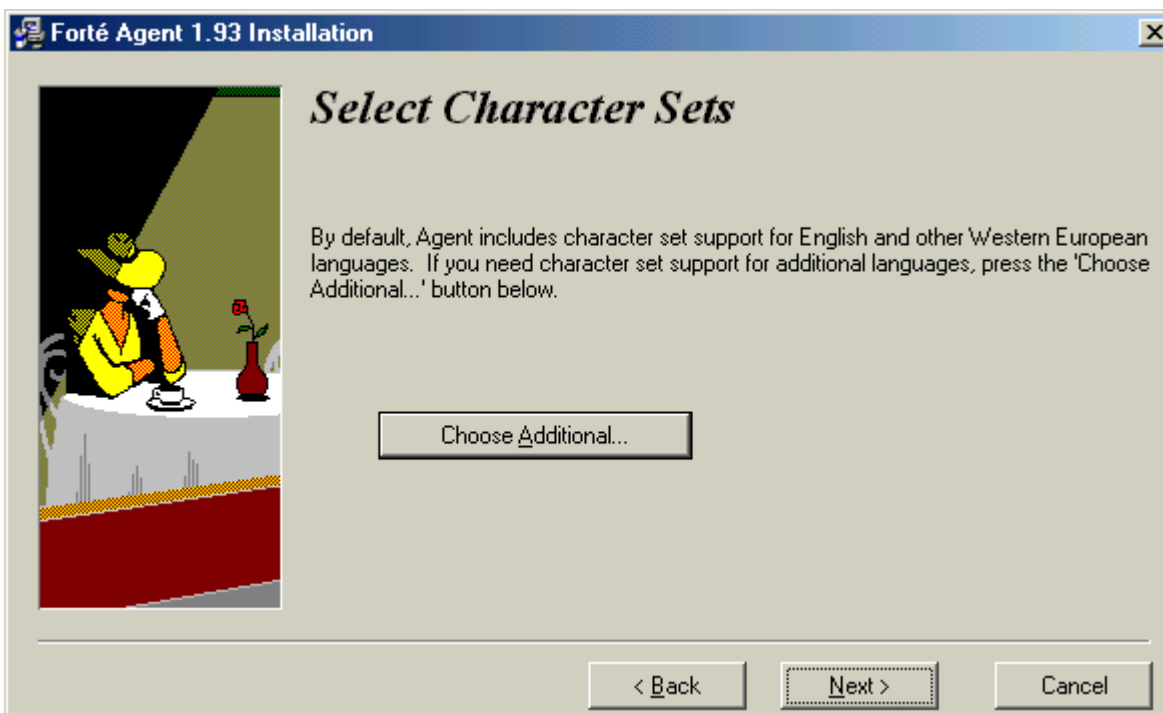 Forté Agent 1.93 Installation
Select Character Sets
By default, Agent includes character set support for English and other Western European
languages.  If you need character set support for additional languages, press the 'Choose
Additional...' button below.
Choose Additional...
< Back
Next >
Cancel